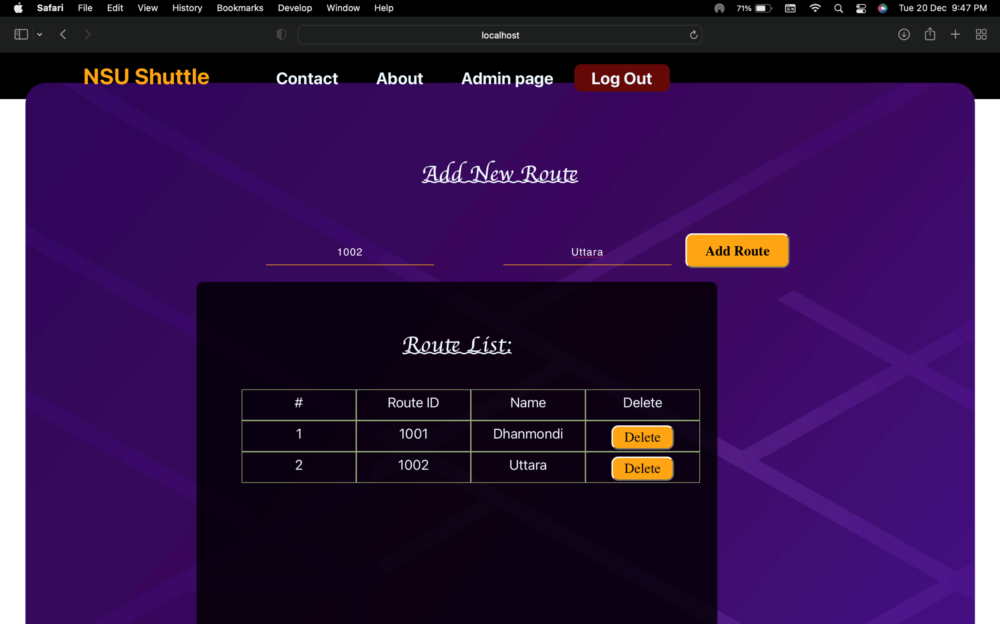 Safari File Edit View History Bookmarks Develop Window Help 71% Tue 20 Dec 9:47 PM
localhost
NSU Shuttle Contact About Admin page Log Out
Add New Route
1002 Uttara Add Route
Route List:
# Route ID Name Delete
1 1001 Dhanmondi Delete
2 1002 Uttara Delete